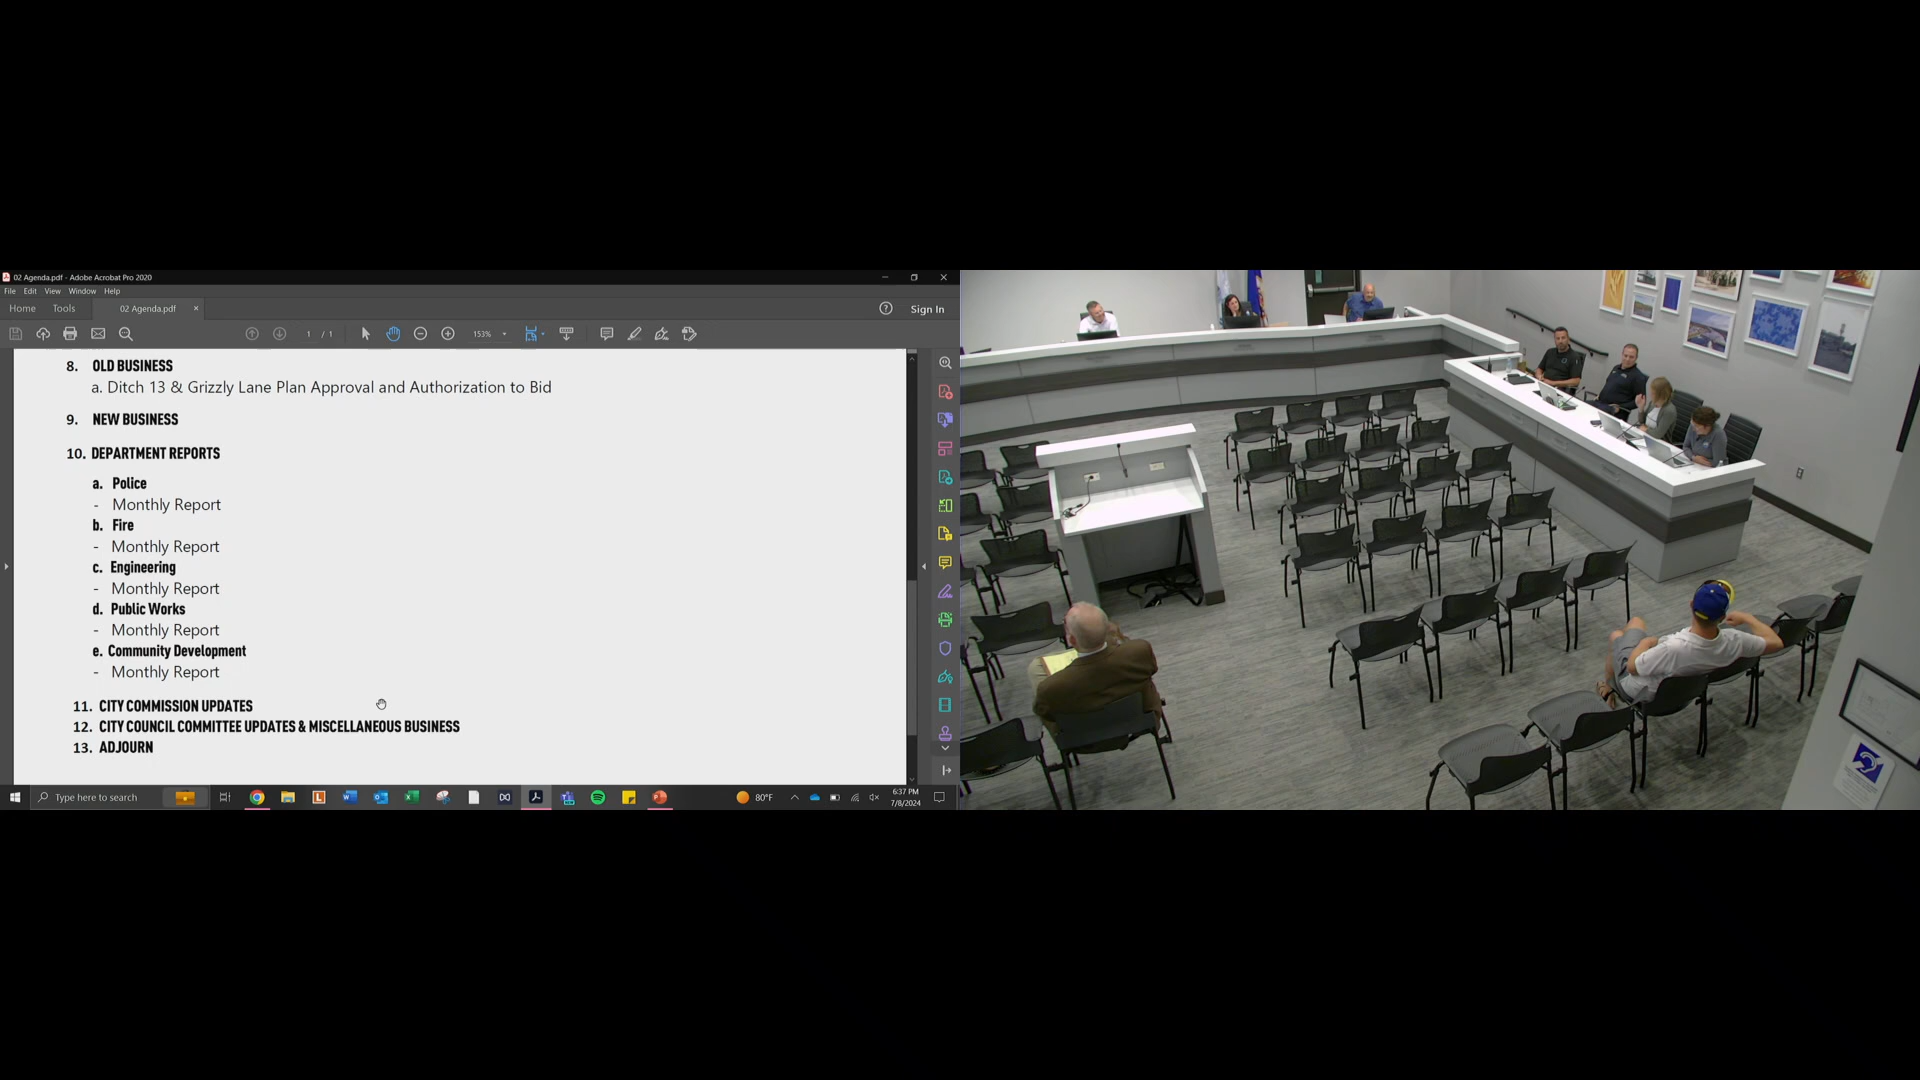 02 Agenda.pdf - Adobe Acrobat Pro 2020
File Edit View Window Help
Home Tools 02 Agenda.pdf × Sign In
1 / 1 153%
8. OLD BUSINESS
a. Ditch 13 & Grizzly Lane Plan Approval and Authorization to Bid
9. NEW BUSINESS
10. DEPARTMENT REPORTS
a. Police
- Monthly Report
b. Fire
- Monthly Report
c. Engineering
- Monthly Report
d. Public Works
- Monthly Report
e. Community Development
- Monthly Report
11. CITY COMMISSION UPDATES
12. CITY COUNCIL COMMITTEE UPDATES & MISCELLANEOUS BUSINESS
13. ADJOURN
Type here to search 80°F 6:37 PM
7/8/2024